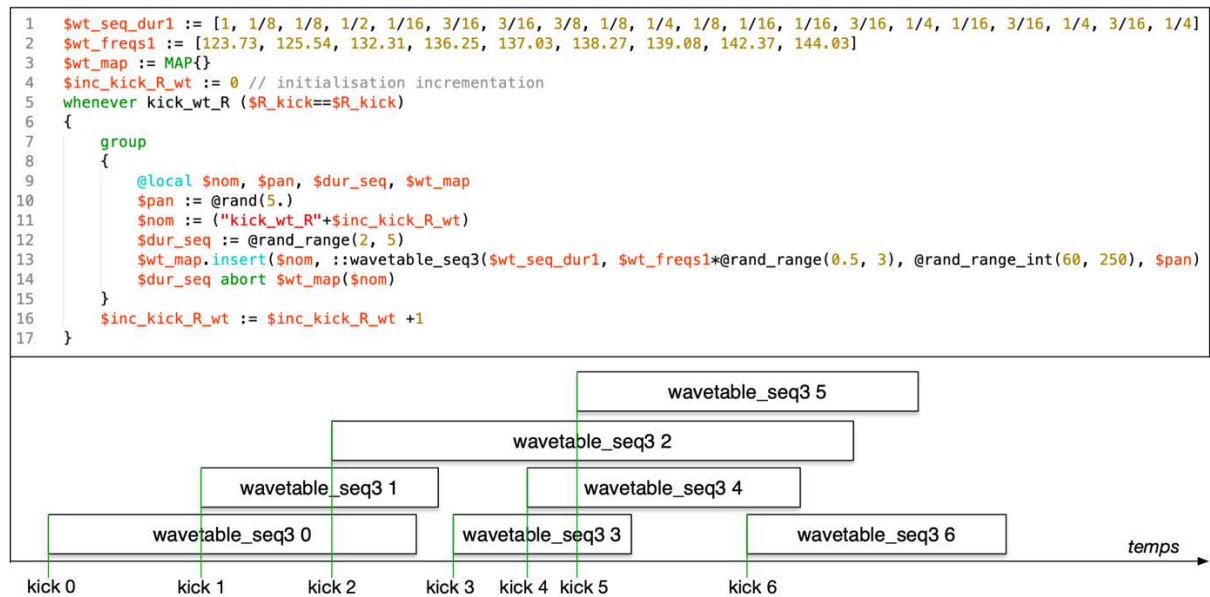 1 $wt_seq_dur1 := [1, 1/8, 1/8, 1/2, 1/16, 3/16, 3/16, 3/8, 1/8, 1/4, 1/8, 1/16, 1/16, 3/16, 1/4, 1/16, 3/16, 1/4, 3/16, 1/4]
2 $wt_freqs1 := [123.73, 125.54, 132.31, 136.25, 137.03, 138.27, 139.08, 142.37, 144.03]
3 $wt_map := MAP{}
4 $inc_kick_R_wt := 0 // initialisation incrementation
5 whenever kick_wt_R ($R_kick==$R_kick)
6 {
7 group
8 {
9 @local $nom, $pan, $dur_seq, $wt_map
10 $pan := @rand(5.)
11 $nom := ("kick_wt_R"+$inc_kick_R_wt)
12 $dur_seq := @rand_range(2, 5)
13 $wt_map.insert($nom, ::wavetable_seq3($wt_seq_dur1, $wt_freqs1*@rand_range(0.5, 3), @rand_range_int(60, 250), $pan)
14 $dur_seq abort $wt_map($nom)
15 }
16 $inc_kick_R_wt := $inc_kick_R_wt +1
17 }
wavetable_seq3 5
wavetable_seq3 2
wavetable_seq3 1 wavetable_seq3 4
wavetable_seq3 0 wavetable_seq3 3 wavetable_seq3 6
temps
kick 0 kick 1 kick 2 kick 3 kick 4 kick 5 kick 6